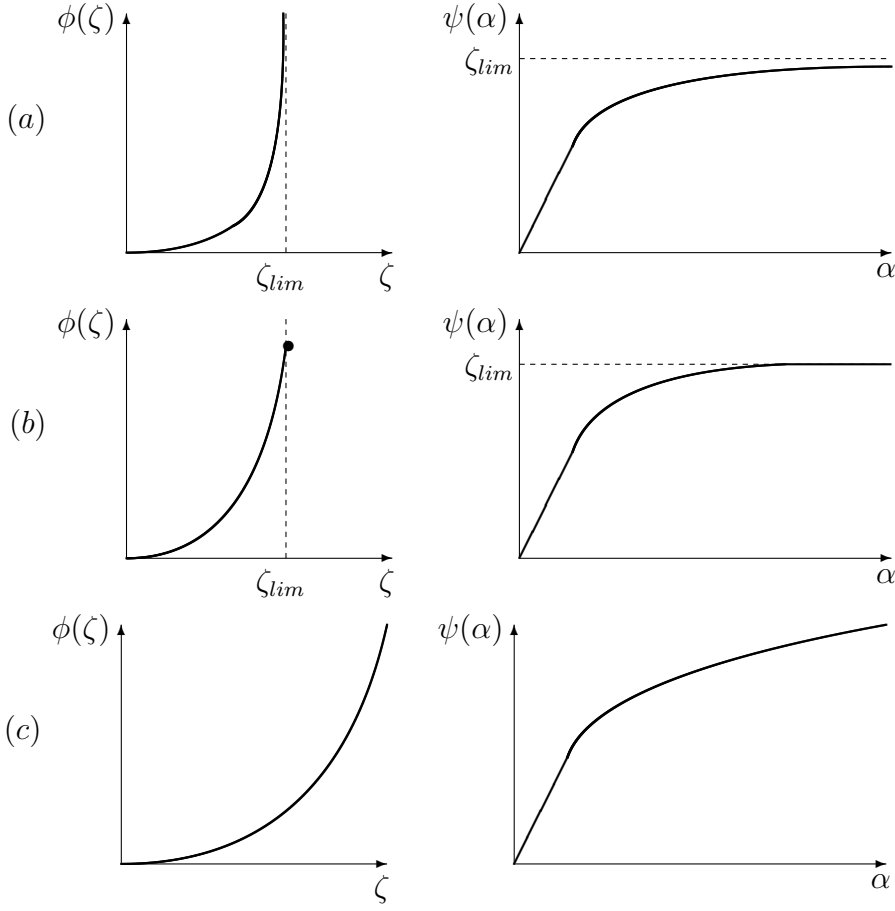 ϕ(ζ) ψ(α)
ζ_lim
(a)
ζ_lim ζ α
ϕ(ζ) ψ(α)
ζ_lim
(b)
ζ_lim ζ α
ϕ(ζ) ψ(α)
(c)
ζ α